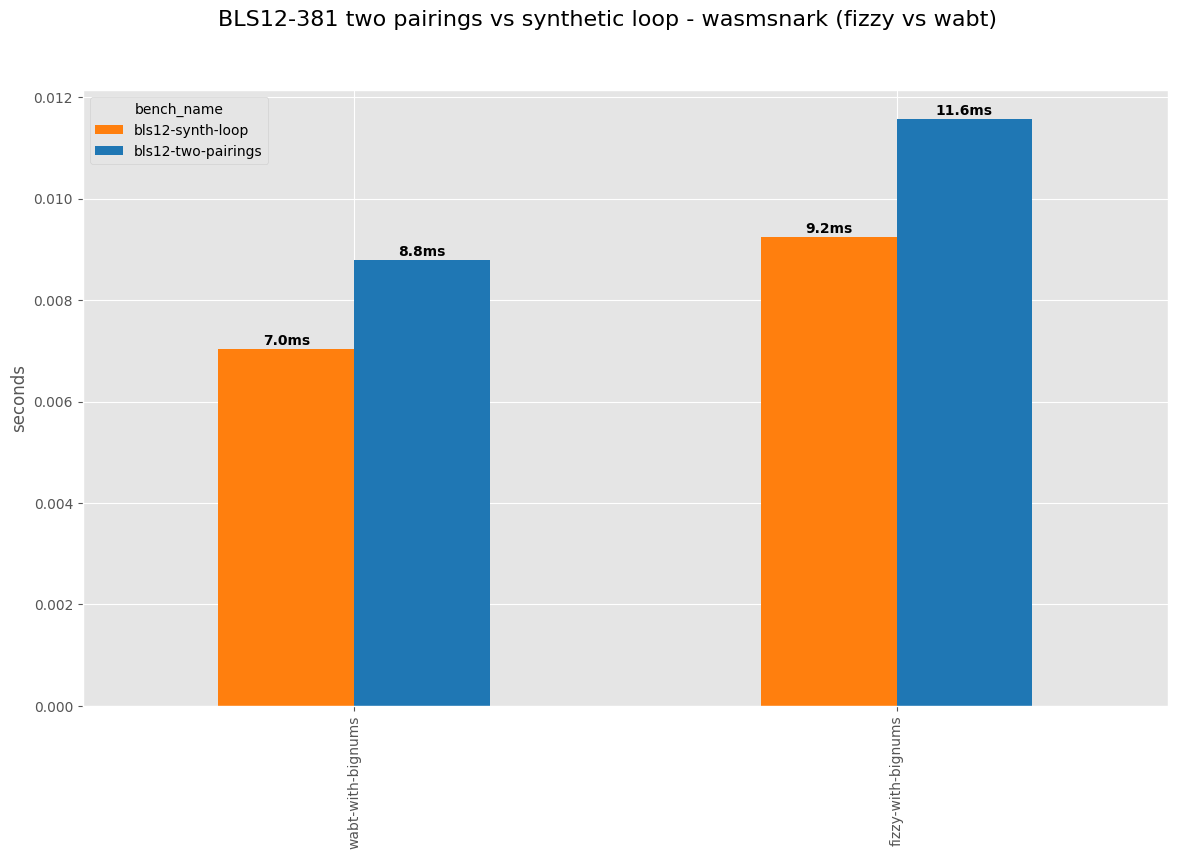 BLS12-381 two pairings vs synthetic loop - wasmsnark (fizzy vs wabt)
bench_name
bls12-synth-loop
bls12-two-pairings
0.012
0.010
0.008
0.006
0.004
0.002
0.000
seconds
7.0ms
8.8ms
9.2ms
11.6ms
wabt-with-bignums
fizzy-with-bignums